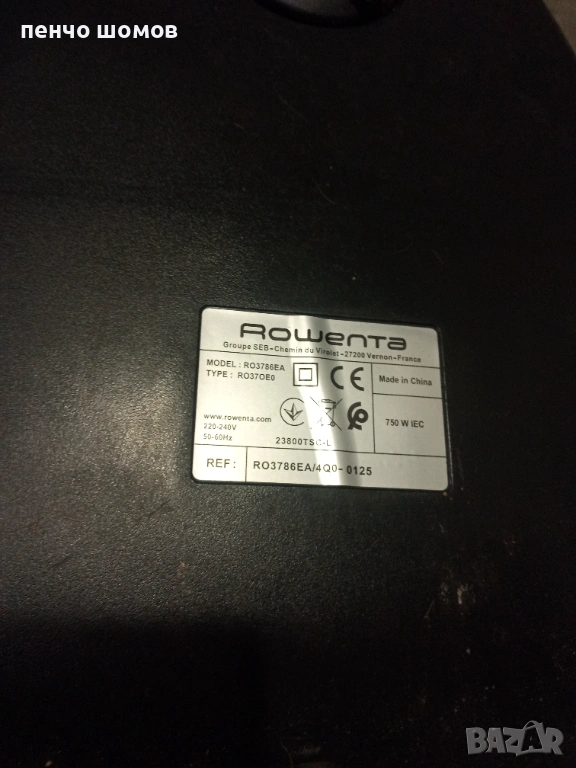 пенчо шомов
Rowenta
Groupe SEB-Chemin du Virolet-27200 Vernon-France
MODEL : RO3786EA
TYPE : RO37OE0
CE
Made in China
www.rowenta.com
220-240V
50-60Hz
23800TSC-L
750 W IEC
REF: RO3786EA/4Q0-0125
BAZAR